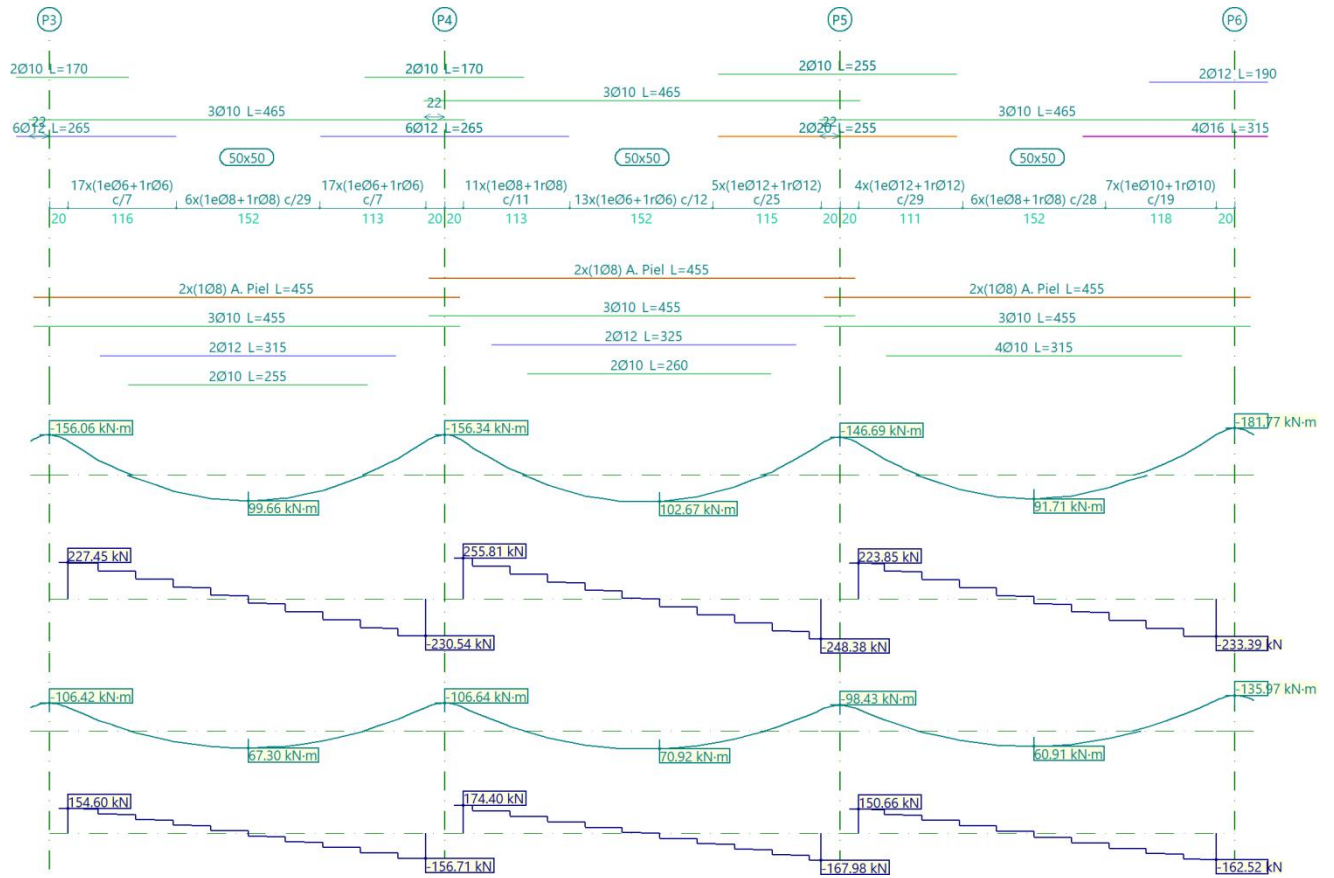 P3 P4 P5 P6
2Ø10 L=170 2Ø10 L=170 2Ø10 L=255 2Ø12 L=190
3Ø10 L=465
3Ø10 L=465 22 3Ø10 L=465
22 22
6Ø12 L=265 6Ø12 L=265 2Ø20 L=255 4Ø16 L=315
50x50 50x50 50x50
17x(1eØ6+1rØ6) 17x(1eØ6+1rØ6) 11x(1eØ8+1rØ8) 5x(1eØ12+1rØ12) 4x(1eØ12+1rØ12) 7x(1eØ10+1rØ10)
c/7 6x(1eØ8+1rØ8) c/29 c/7 c/11 13x(1eØ6+1rØ6) c/12 c/25 c/29 6x(1eØ8+1rØ8) c/28 c/19
20 116 152 113 20 113 152 115 20 111 152 118 20
2x(1Ø8) A. Piel L=455
2x(1Ø8) A. Piel L=455 2x(1Ø8) A. Piel L=455
3Ø10 L=455
3Ø10 L=455 3Ø10 L=455
2Ø12 L=325
2Ø12 L=315 4Ø10 L=315
2Ø10 L=260
2Ø10 L=255
-156.06 kN·m -156.34 kN·m -146.69 kN·m -181.77 kN·m
99.66 kN·m 102.67 kN·m 91.71 kN·m
227.45 kN 255.81 kN 223.85 kN
-230.54 kN -248.38 kN -233.39 kN
-106.42 kN·m -106.64 kN·m -98.43 kN·m -135.97 kN·m
67.30 kN·m 70.92 kN·m 60.91 kN·m
154.60 kN 174.40 kN 150.66 kN
-156.71 kN -167.98 kN -162.52 kN